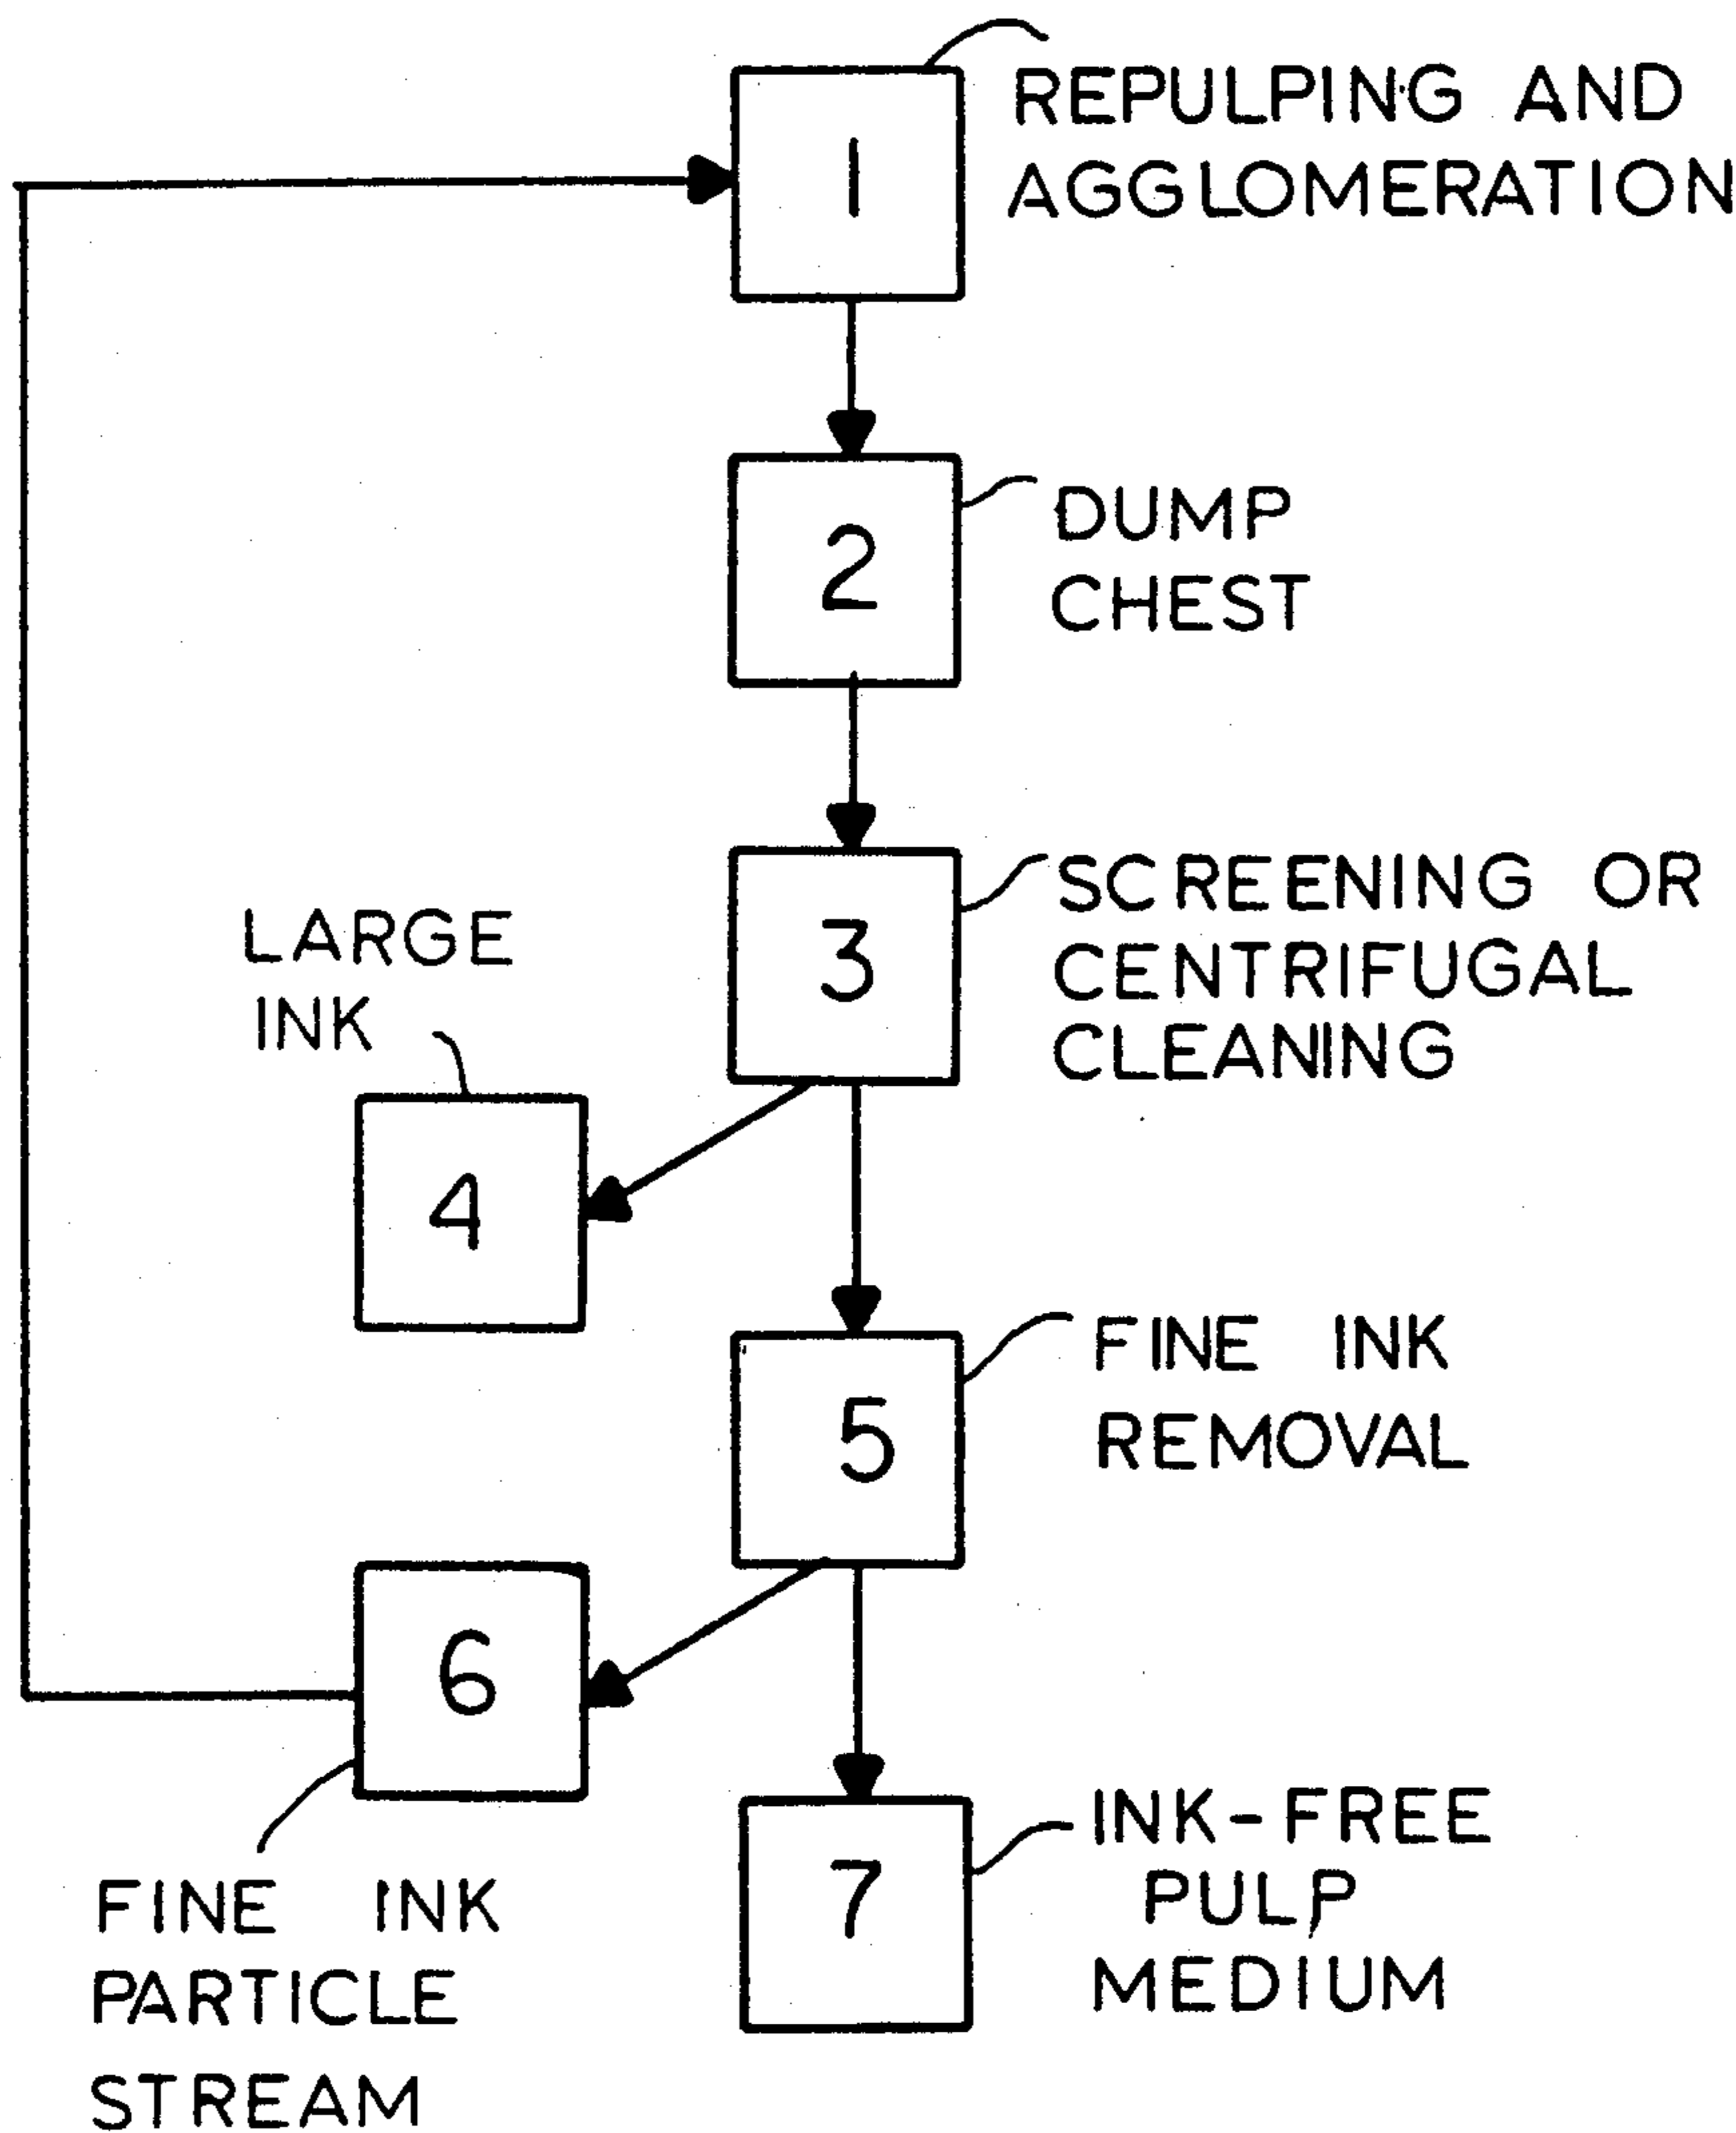 REPULPING AND
AGGLOMERATION
1
2
DUMP
CHEST
3
SCREENING OR
CENTRIFUGAL
CLEANING
LARGE
INK
4
5
FINE INK
REMOVAL
6
FINE INK
PARTICLE
STREAM
7
INK-FREE
PULP
MEDIUM